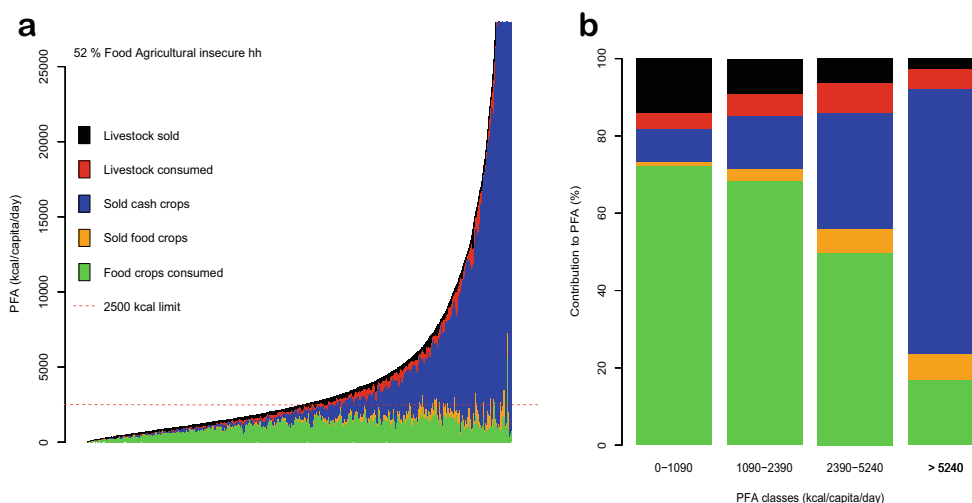 a
52 % Food Agricultural insecure hh
PFA (kcal/capita/day)
25000
20000
15000
10000
5000
0
Livestock sold
Livestock consumed
Sold cash crops
Sold food crops
Food crops consumed
2500 kcal limit
b
Contribution to PFA (%)
100
80
60
40
20
0
0−1090
1090−2390
2390−5240
> 5240
PFA classes (kcal/capita/day)